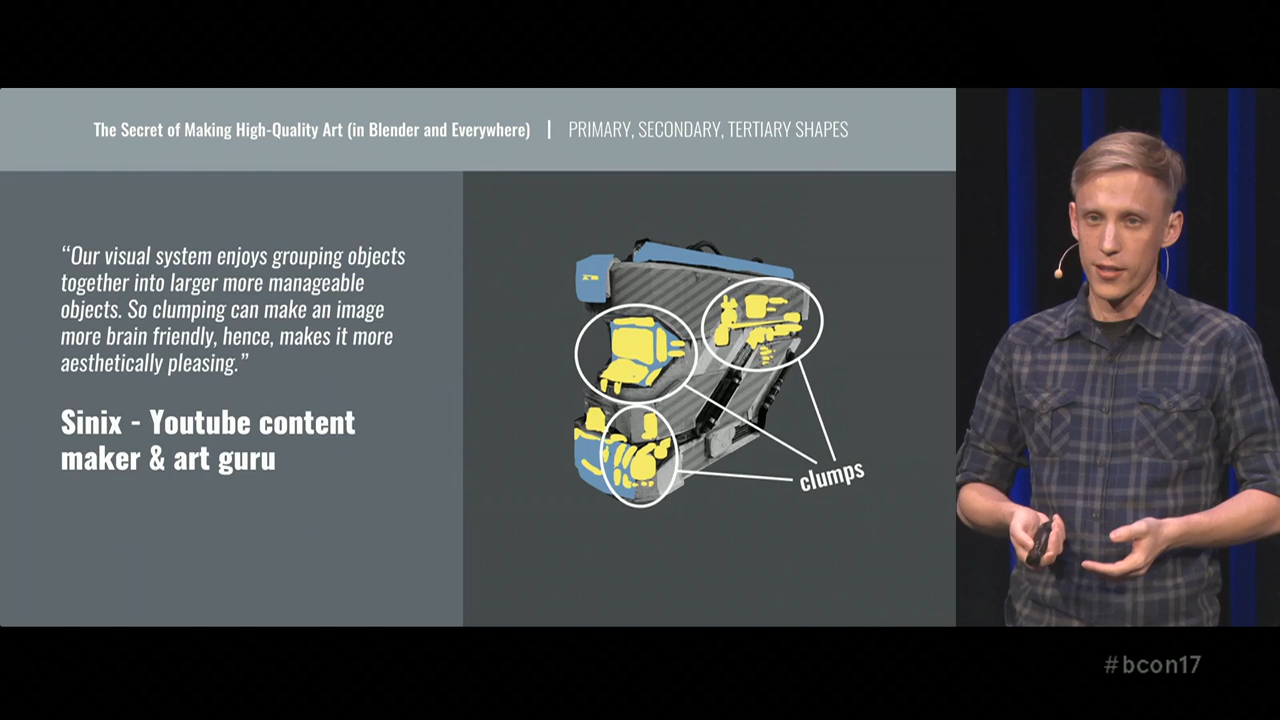 The Secret of Making High-Quality Art (in Blender and Everywhere) | PRIMARY, SECONDARY, TERTIARY SHAPES
“Our visual system enjoys grouping objects
together into larger more manageable
objects. So clumping can make an image
more brain friendly, hence, makes it more
aesthetically pleasing.”
Sinix - Youtube content
maker & art guru
clumps
#bcon17